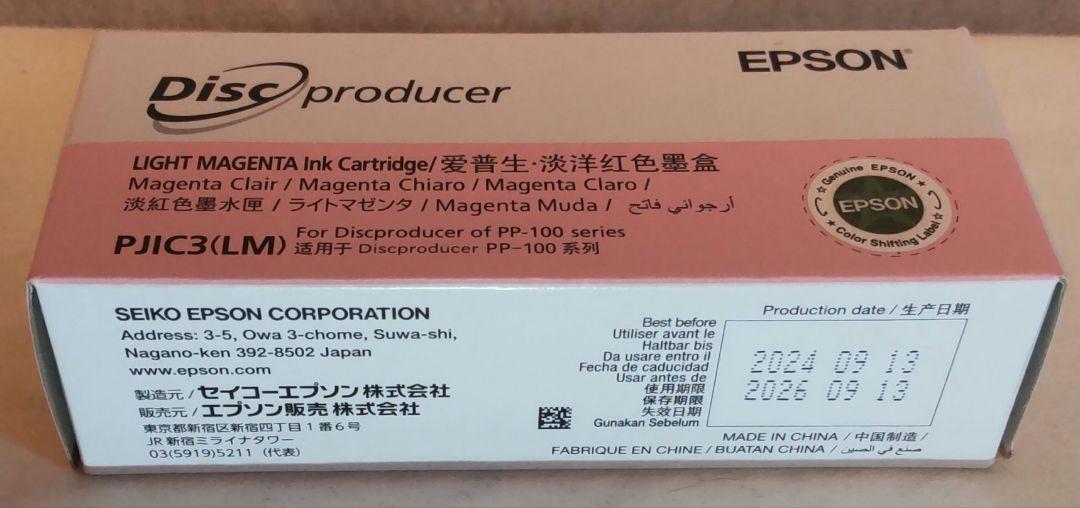 Disc producer
EPSON
LIGHT MAGENTA Ink Cartridge/爱普生·淡洋红色墨盒
Magenta Clair / Magenta Chiaro / Magenta Claro /
淡紅色墨水匣 / ライトマゼンタ / Magenta Muda / أرجواني فاتح
PJIC3(LM)
For Discproducer of PP-100 series
适用于 Discproducer PP-100 系列
Genuine EPSON
EPSON
Color Shifting Label
SEIKO EPSON CORPORATION
Address: 3-5, Owa 3-chome, Suwa-shi,
Nagano-ken 392-8502 Japan
www.epson.com
製造元 / セイコーエプソン株式会社
販売元 / エプソン販売株式会社
東京都新宿区新宿四丁目1番6号
JR新宿ミライナタワー
03(5919)5211 (代表)
Production date / 生产日期
Best before
Utiliser avant le
Haltbar bis
Da usare entro il
Fecha de caducidad
Usar antes de
使用期限
保存期限
失效日期
Gunakan Sebelum
2024 09 13
2026 09 13
MADE IN CHINA / 中国制造 /
FABRIQUE EN CHINE / BUATAN CHINA / صنع في الصين